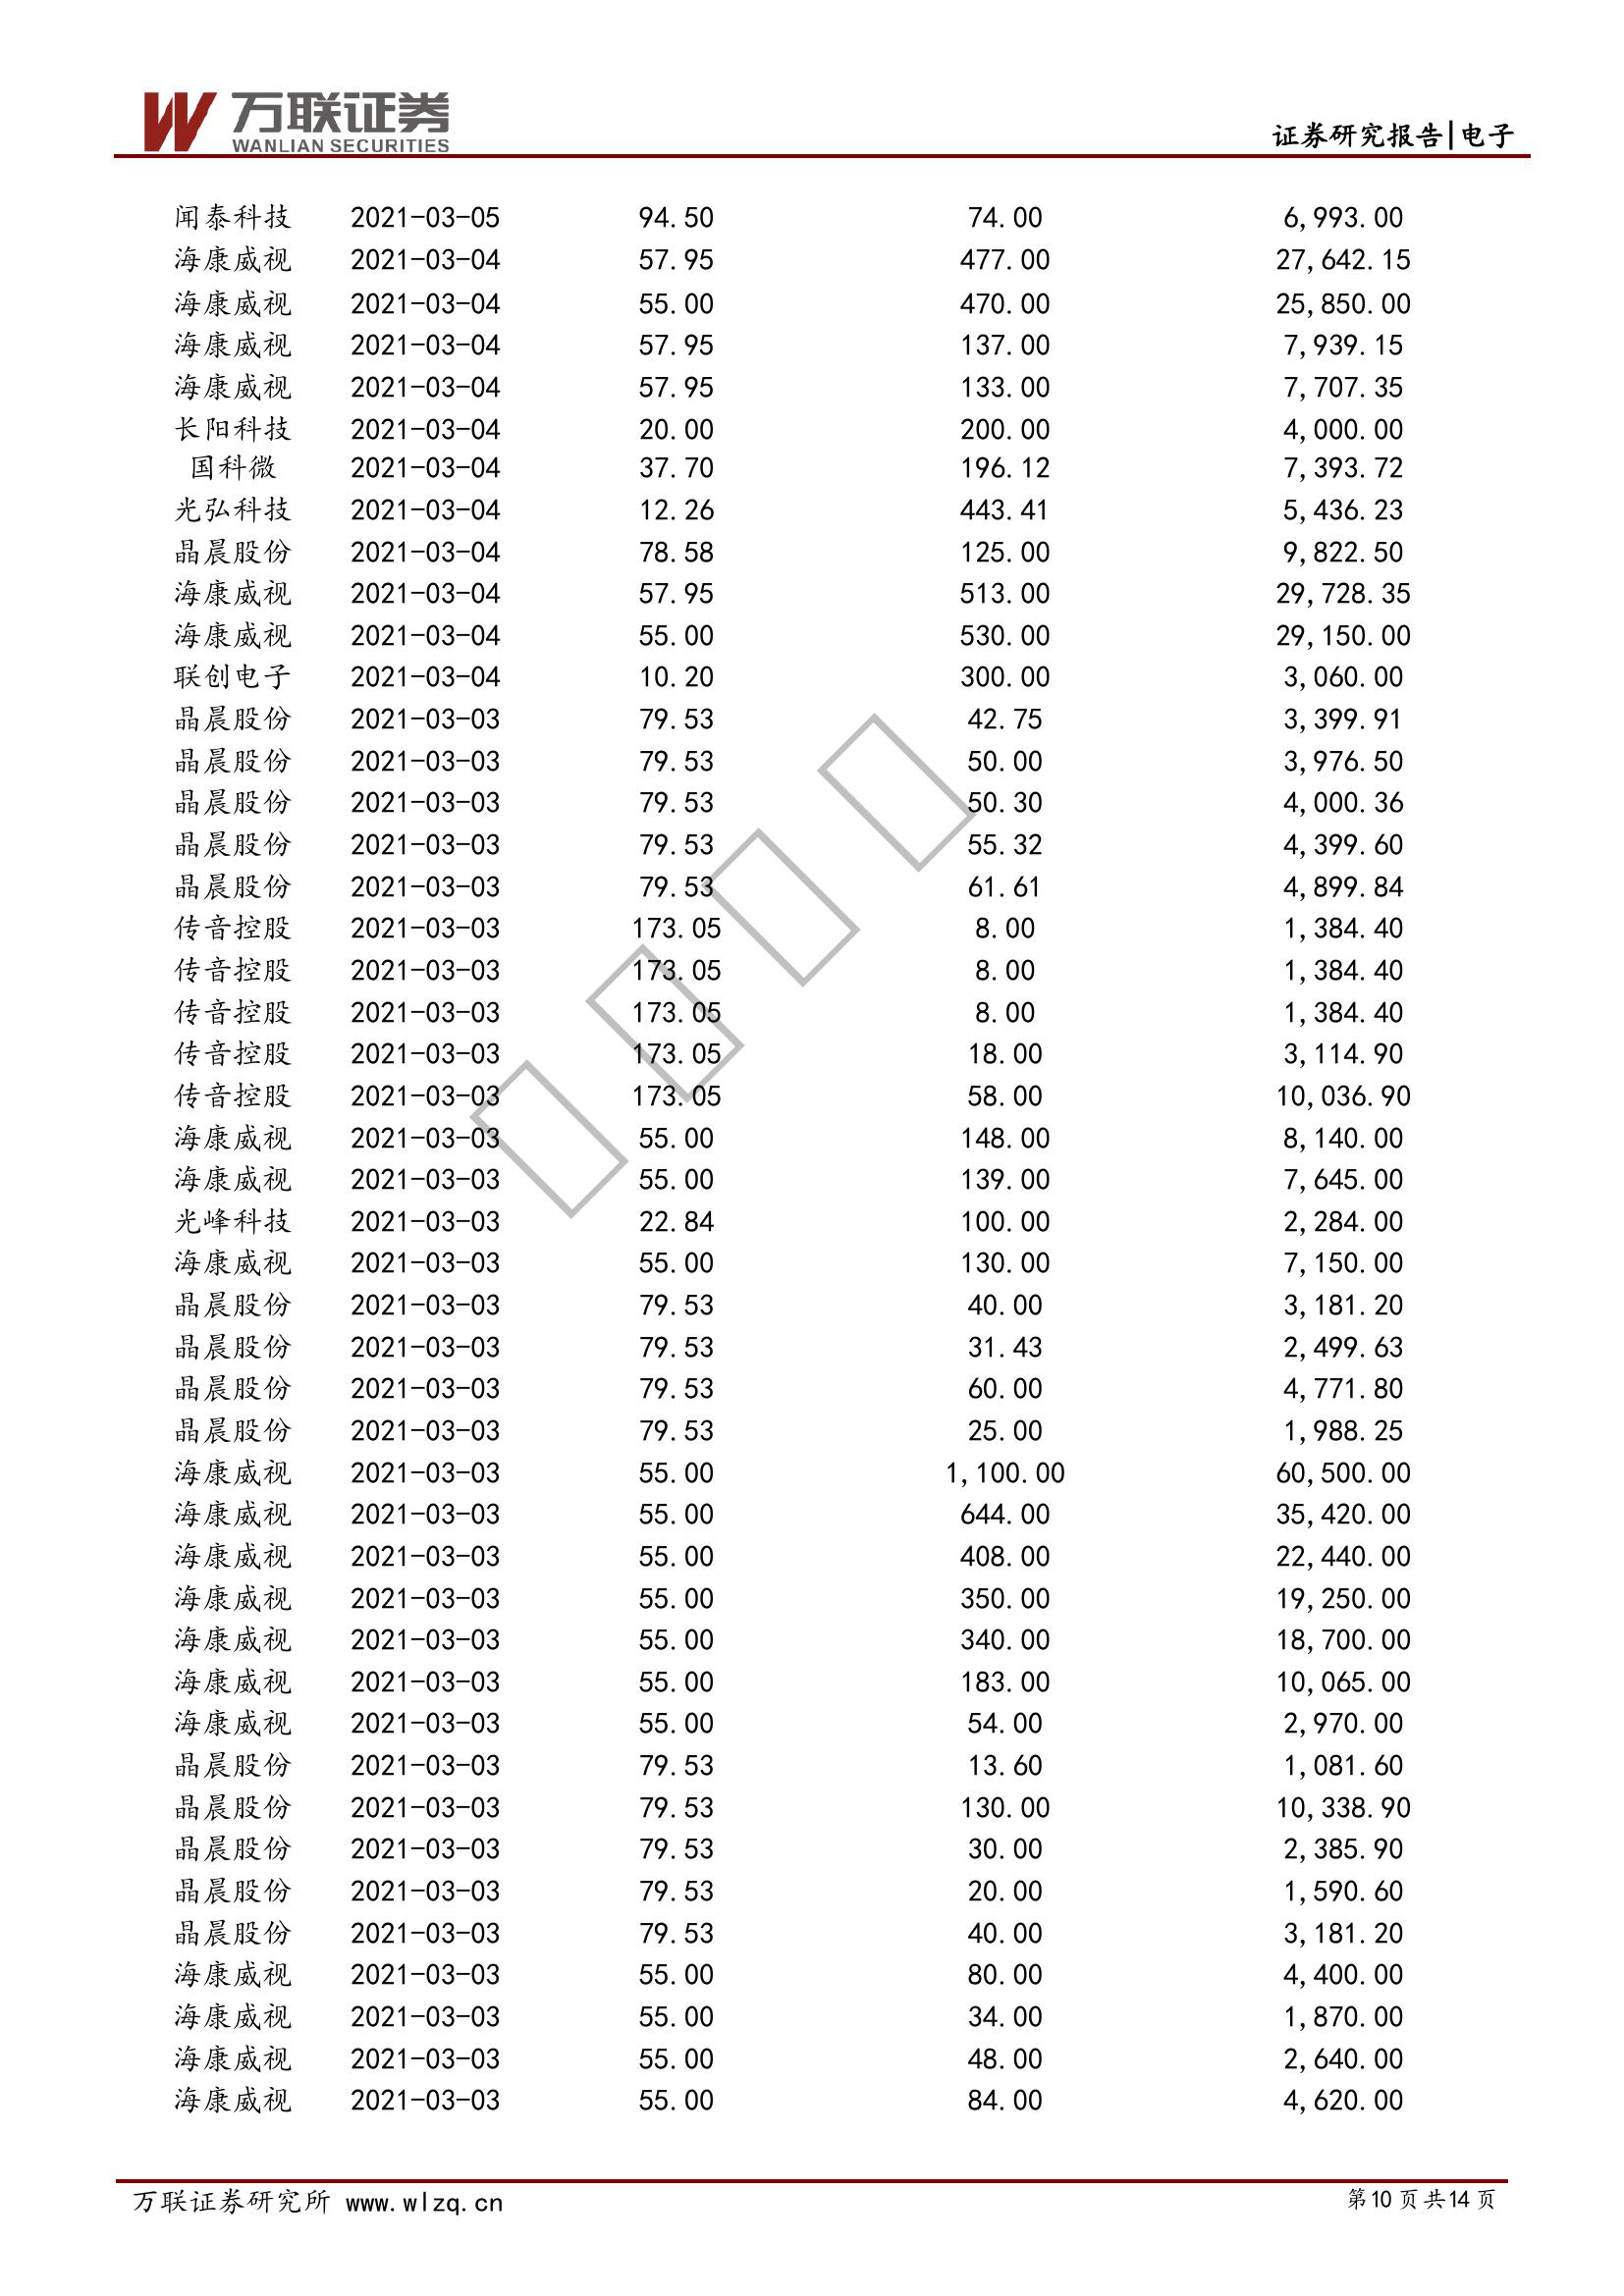 万联证券
WANLIAN SECURITIES
证券研究报告|电子
闻泰科技 2021-03-05 94.50 74.00 6,993.00
海康威视 2021-03-04 57.95 477.00 27,642.15
海康威视 2021-03-04 55.00 470.00 25,850.00
海康威视 2021-03-04 57.95 137.00 7,939.15
海康威视 2021-03-04 57.95 133.00 7,707.35
长阳科技 2021-03-04 20.00 200.00 4,000.00
国科微 2021-03-04 37.70 196.12 7,393.72
光弘科技 2021-03-04 12.26 443.41 5,436.23
晶晨股份 2021-03-04 78.58 125.00 9,822.50
海康威视 2021-03-04 57.95 513.00 29,728.35
海康威视 2021-03-04 55.00 530.00 29,150.00
联创电子 2021-03-04 10.20 300.00 3,060.00
晶晨股份 2021-03-03 79.53 42.75 3,399.91
晶晨股份 2021-03-03 79.53 50.00 3,976.50
晶晨股份 2021-03-03 79.53 50.30 4,000.36
晶晨股份 2021-03-03 79.53 55.32 4,399.60
晶晨股份 2021-03-03 79.53 61.61 4,899.84
传音控股 2021-03-03 173.05 8.00 1,384.40
传音控股 2021-03-03 173.05 8.00 1,384.40
传音控股 2021-03-03 173.05 8.00 1,384.40
传音控股 2021-03-03 173.05 18.00 3,114.90
传音控股 2021-03-03 173.05 58.00 10,036.90
海康威视 2021-03-03 55.00 148.00 8,140.00
海康威视 2021-03-03 55.00 139.00 7,645.00
光峰科技 2021-03-03 22.84 100.00 2,284.00
海康威视 2021-03-03 55.00 130.00 7,150.00
晶晨股份 2021-03-03 79.53 40.00 3,181.20
晶晨股份 2021-03-03 79.53 31.43 2,499.63
晶晨股份 2021-03-03 79.53 60.00 4,771.80
晶晨股份 2021-03-03 79.53 25.00 1,988.25
海康威视 2021-03-03 55.00 1,100.00 60,500.00
海康威视 2021-03-03 55.00 644.00 35,420.00
海康威视 2021-03-03 55.00 408.00 22,440.00
海康威视 2021-03-03 55.00 350.00 19,250.00
海康威视 2021-03-03 55.00 340.00 18,700.00
海康威视 2021-03-03 55.00 183.00 10,065.00
海康威视 2021-03-03 55.00 54.00 2,970.00
晶晨股份 2021-03-03 79.53 13.60 1,081.60
晶晨股份 2021-03-03 79.53 130.00 10,338.90
晶晨股份 2021-03-03 79.53 30.00 2,385.90
晶晨股份 2021-03-03 79.53 20.00 1,590.60
晶晨股份 2021-03-03 79.53 40.00 3,181.20
海康威视 2021-03-03 55.00 80.00 4,400.00
海康威视 2021-03-03 55.00 34.00 1,870.00
海康威视 2021-03-03 55.00 48.00 2,640.00
海康威视 2021-03-03 55.00 84.00 4,620.00
万联证券研究所 www.wlzq.cn 第10页共14页